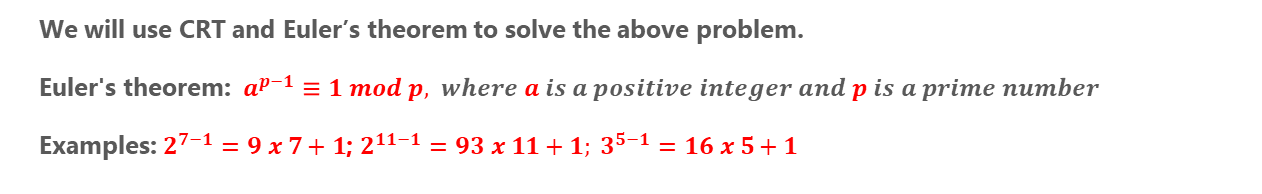 We will use CRT and Euler’s theorem to solve the above problem.
Euler's theorem: a^{p−1} ≡ 1 mod p, where a is a positive integer and p is a prime number
Examples: 2^{7−1} = 9 x 7 + 1; 2^{11−1} = 93 x 11 + 1; 3^{5−1} = 16 x 5 + 1